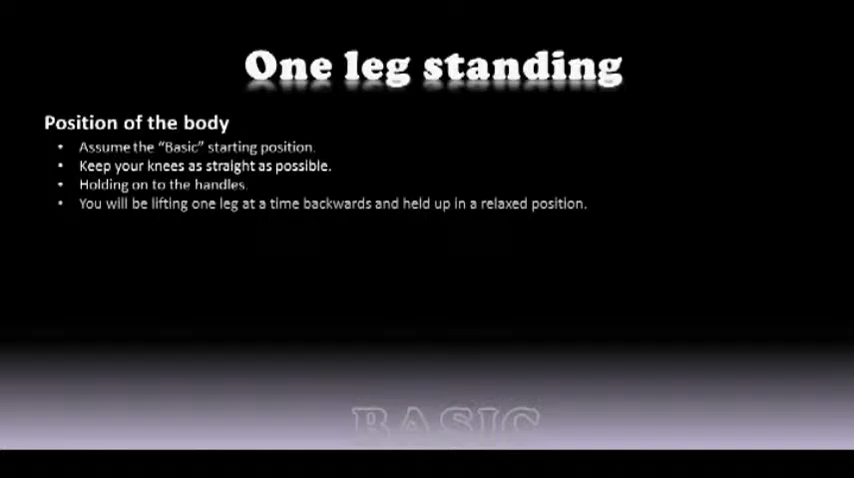 One leg standing
Position of the body
• Assume the “Basic” starting position.
• Keep your knees as straight as possible.
• Holding on to the handles.
• You will be lifting one leg at a time backwards and held up in a relaxed position.
BASIC